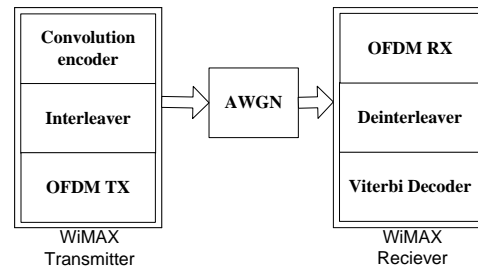 Convolution
encoder
Interleaver
OFDM TX
WiMAX
Transmitter
AWGN
OFDM RX
Deinterleaver
Viterbi Decoder
WiMAX
Reciever